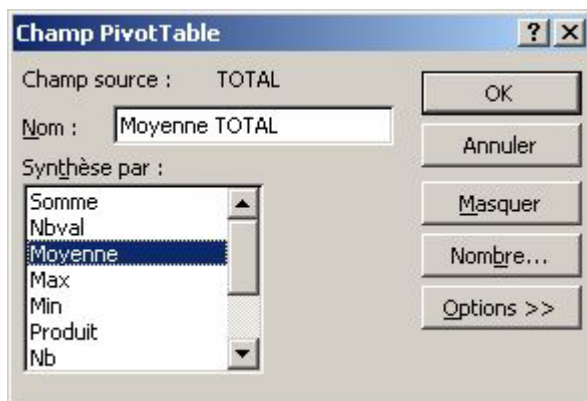 Champ PivotTable
Champ source : TOTAL
Nom : Moyenne TOTAL
Synthèse par :
Somme
Nbval
Moyenne
Max
Min
Produit
Nb
OK
Annuler
Masquer
Nombre...
Options >>